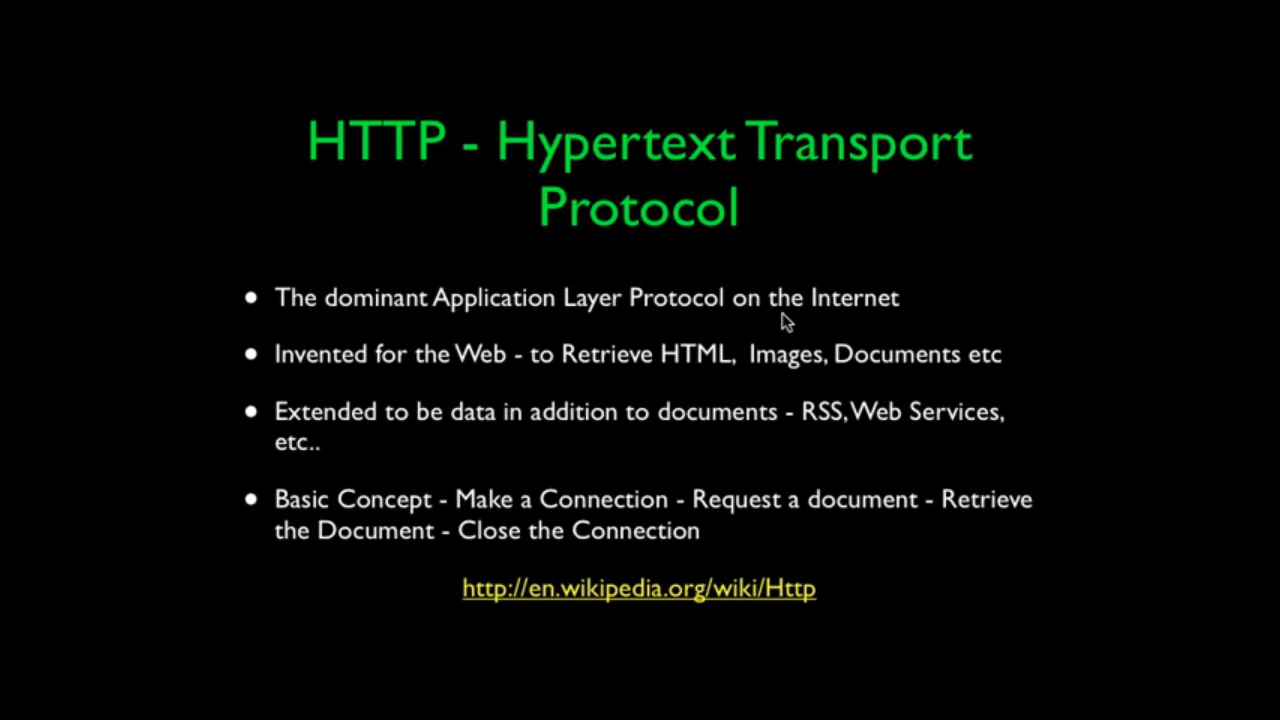 HTTP - Hypertext Transport
Protocol
• The dominant Application Layer Protocol on the Internet
• Invented for the Web - to Retrieve HTML, Images, Documents etc
• Extended to be data in addition to documents - RSS, Web Services,
etc..
• Basic Concept - Make a Connection - Request a document - Retrieve
the Document - Close the Connection
http://en.wikipedia.org/wiki/Http